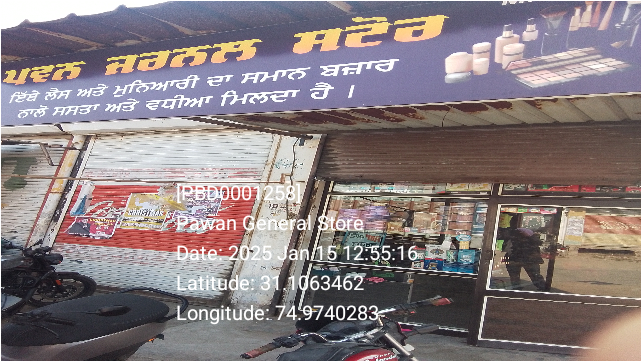 ਪਵਨ ਜਰਨਲ ਸਟੋਰ
ਇੱਥੇ ਲੈਸ ਅਤੇ ਮੁਨਿਆਰੀ ਦਾ ਸਮਾਨ ਬਜ਼ਾਰ
ਨਾਲੋ ਸਸਤਾ ਅਤੇ ਵਧੀਆ ਮਿਲਦਾ ਹੈ ।
[PBD0001258]
Pawan General Store
Date: 2025 Jan 15 12:55:16
Latitude: 31.1063462
Longitude: 74.9740283